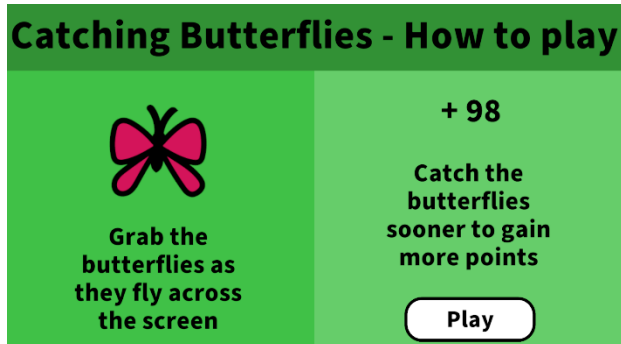 Catching Butterflies - How to play
Grab the
butterflies as
they fly across
the screen
+ 98
Catch the
butterflies
sooner to gain
more points
Play